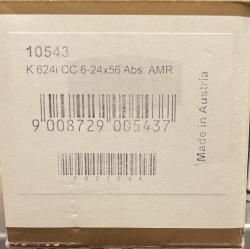 10543
K 624i CC 6-24x56 Abs. AMR
9 008729 005437
Made in Austria